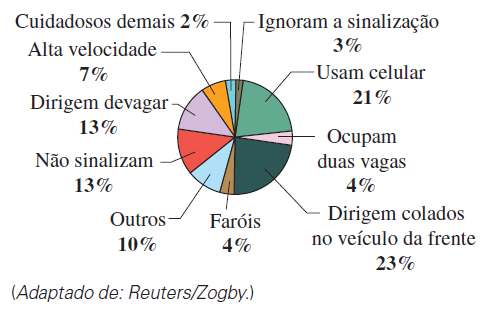 Cuidadosos demais 2%
Ignoram a sinalização
3%
Alta velocidade
7%
Usam celular
21%
Dirigem devagar
13%
Ocupam
duas vagas
4%
Não sinalizam
13%
Outros
10%
Faróis
4%
Dirigem colados
no veículo da frente
23%
(Adaptado de: Reuters/Zogby.)